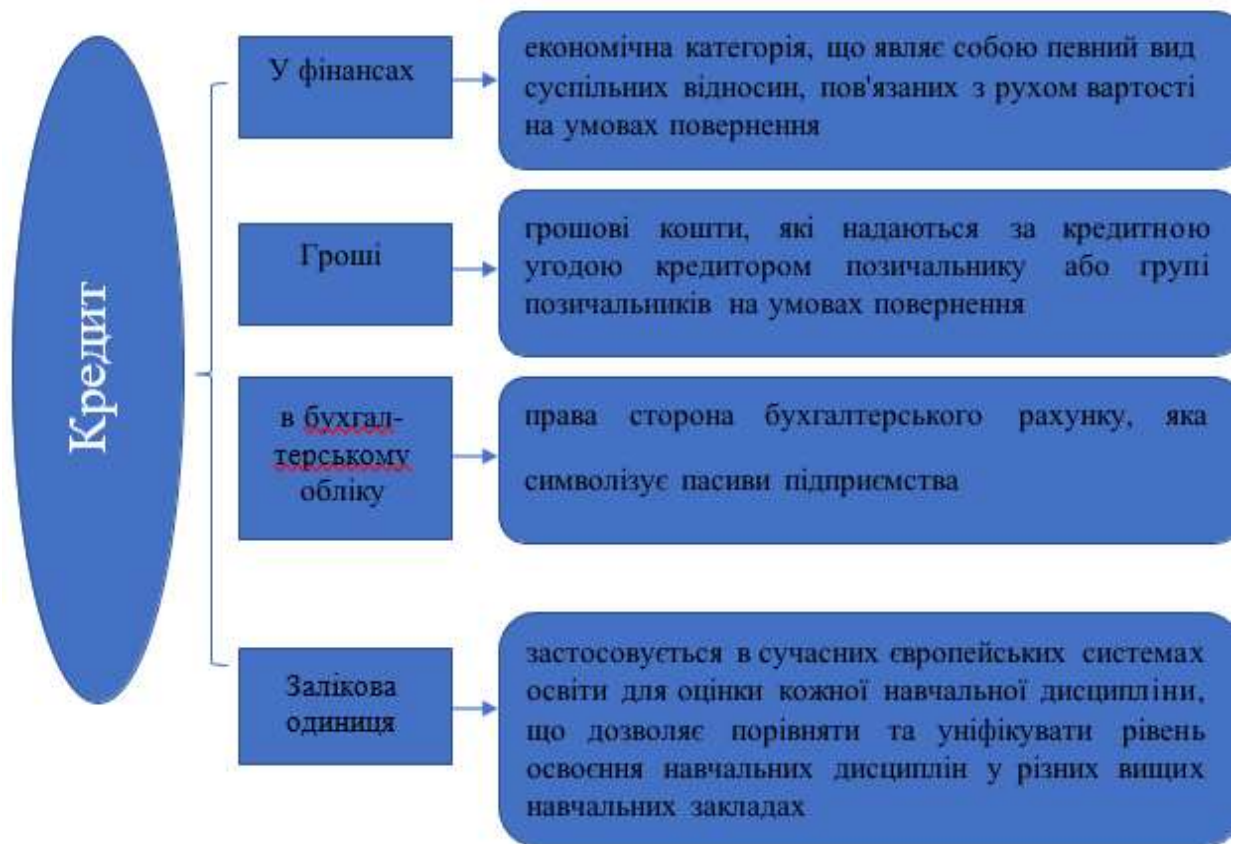 Кредит
У фінансах
економічна категорія, що являє собою певний вид
суспільних відносин, пов'язаних з рухом вартості
на умовах повернення
Гроші
грошові кошти, які надаються за кредитною
угодою кредитором позичальнику або групі
позичальників на умовах повернення
в бухгал-
терському
обліку
права сторона бухгалтерського рахунку, яка
символізує пасиви підприємства
Залікова
одиниця
застосовується в сучасних європейських системах
освіти для оцінки кожної навчальної дисципліни,
що дозволяє порівняти та уніфікувати рівень
освоєння навчальних дисциплін у різних вищих
навчальних закладах